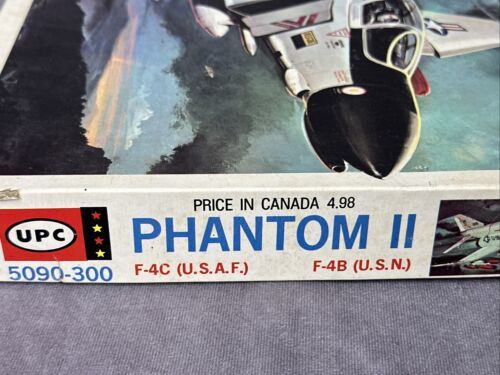 PRICE IN CANADA 4.98
UPC
PHANTOM II
5090-300
F-4C (U.S.A.F.)
F-4B (U.S.N.)